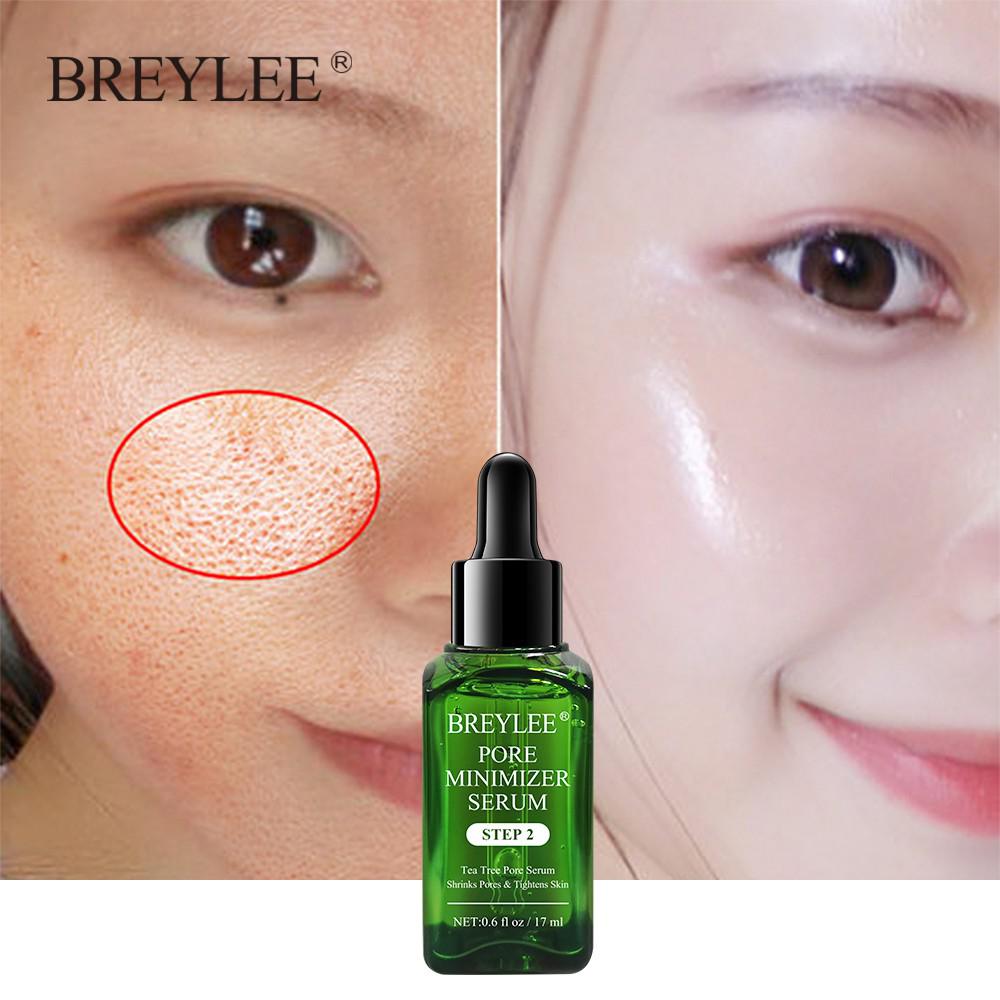 BREYLEE®
BREYLEE®
PORE
MINIMIZER
SERUM
STEP 2
Tea Tree Pore Serum
Shrinks Pores & Tightens Skin
NET:0.6 fl oz / 17 ml